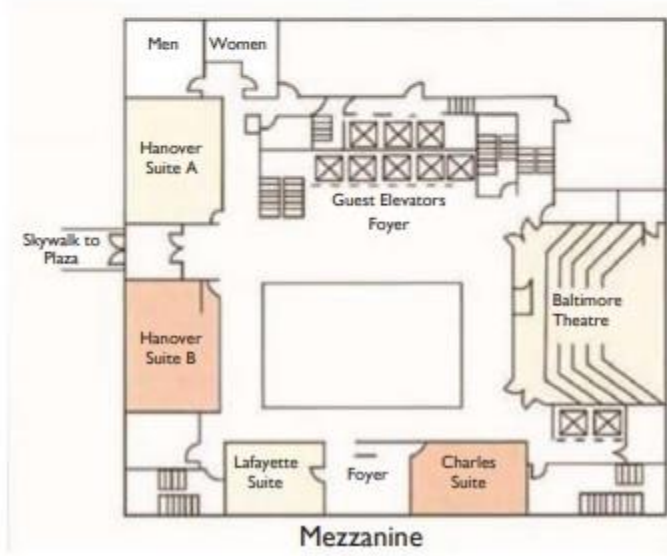 Men
Women
Hanover
Suite A
Guest Elevators
Foyer
Skywalk to
Plaza
Baltimore
Theatre
Hanover
Suite B
Lafayette
Suite
Foyer
Charles
Suite
Mezzanine